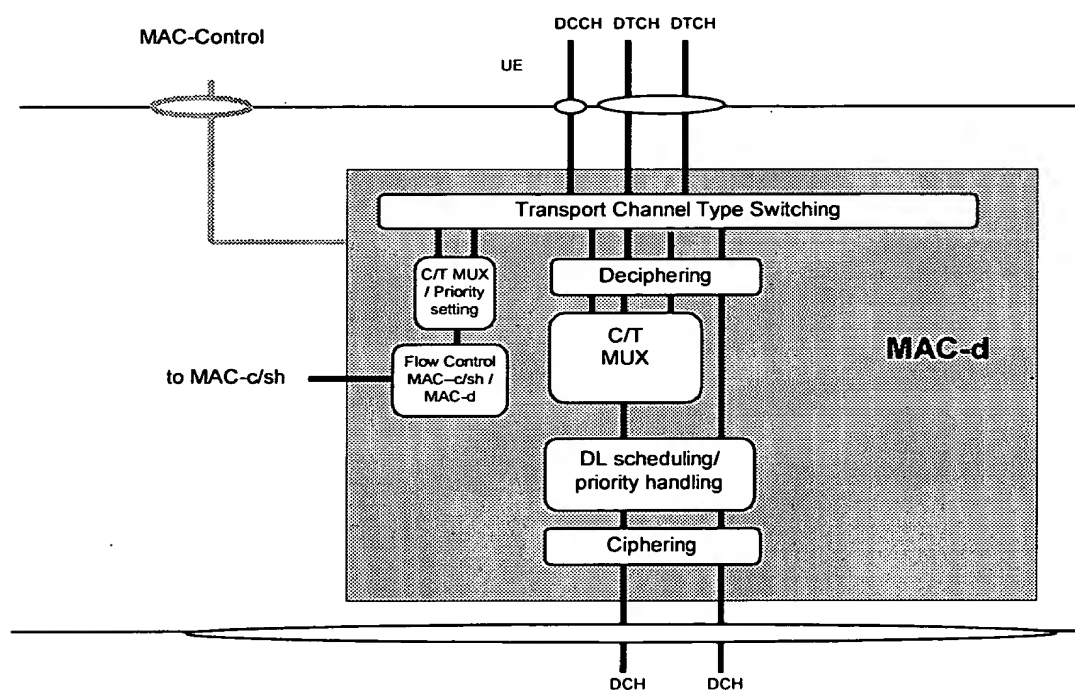 DCCH DTCH DTCH
MAC-Control
UE
Transport Channel Type Switching
C/T MUX
/ Priority
setting
Deciphering
C/T
MUX
MAC-d
Flow Control
MAC–c/sh /
MAC-d
to MAC-c/sh
DL scheduling/
priority handling
Ciphering
DCH DCH